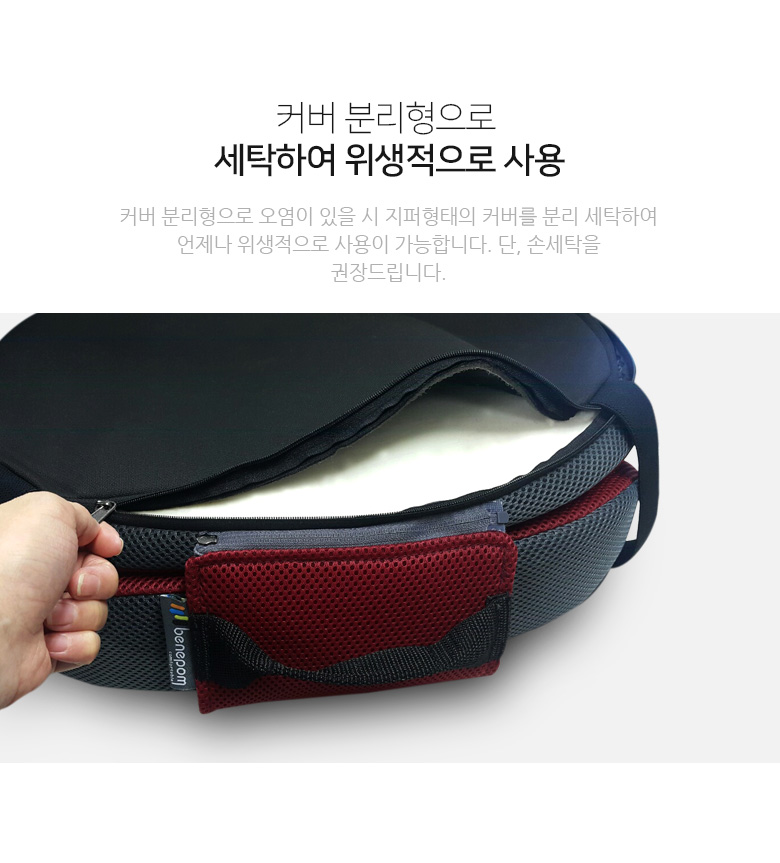 커버 분리형으로
세탁하여 위생적으로 사용
커버 분리형으로 오염이 있을 시 지퍼형태의 커버를 분리 세탁하여
언제나 위생적으로 사용이 가능합니다. 단, 손세탁을
권장드립니다.
benepom